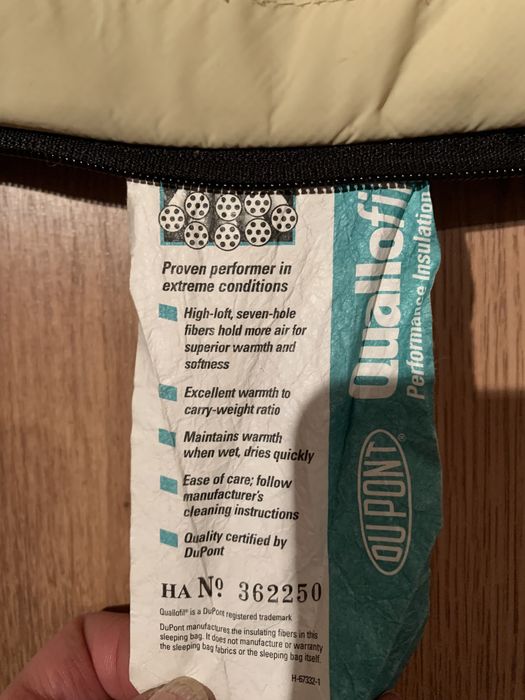 Proven performer in
extreme conditions
High-loft, seven-hole
fibers hold more air for
superior warmth and
softness
Excellent warmth to
carry-weight ratio
Maintains warmth
when wet, dries quickly
Ease of care; follow
manufacturer's
cleaning instructions
Quality certified by
DuPont
HA Nº 362250
Quallofil® is a DuPont registered trademark
DuPont manufactures the insulating fibers in this
sleeping bag. It does not manufacture or warranty
the sleeping bag fabrics or the sleeping bag itself.
H-67332-1
Quallofil
Performance Insulation
DU PONT®